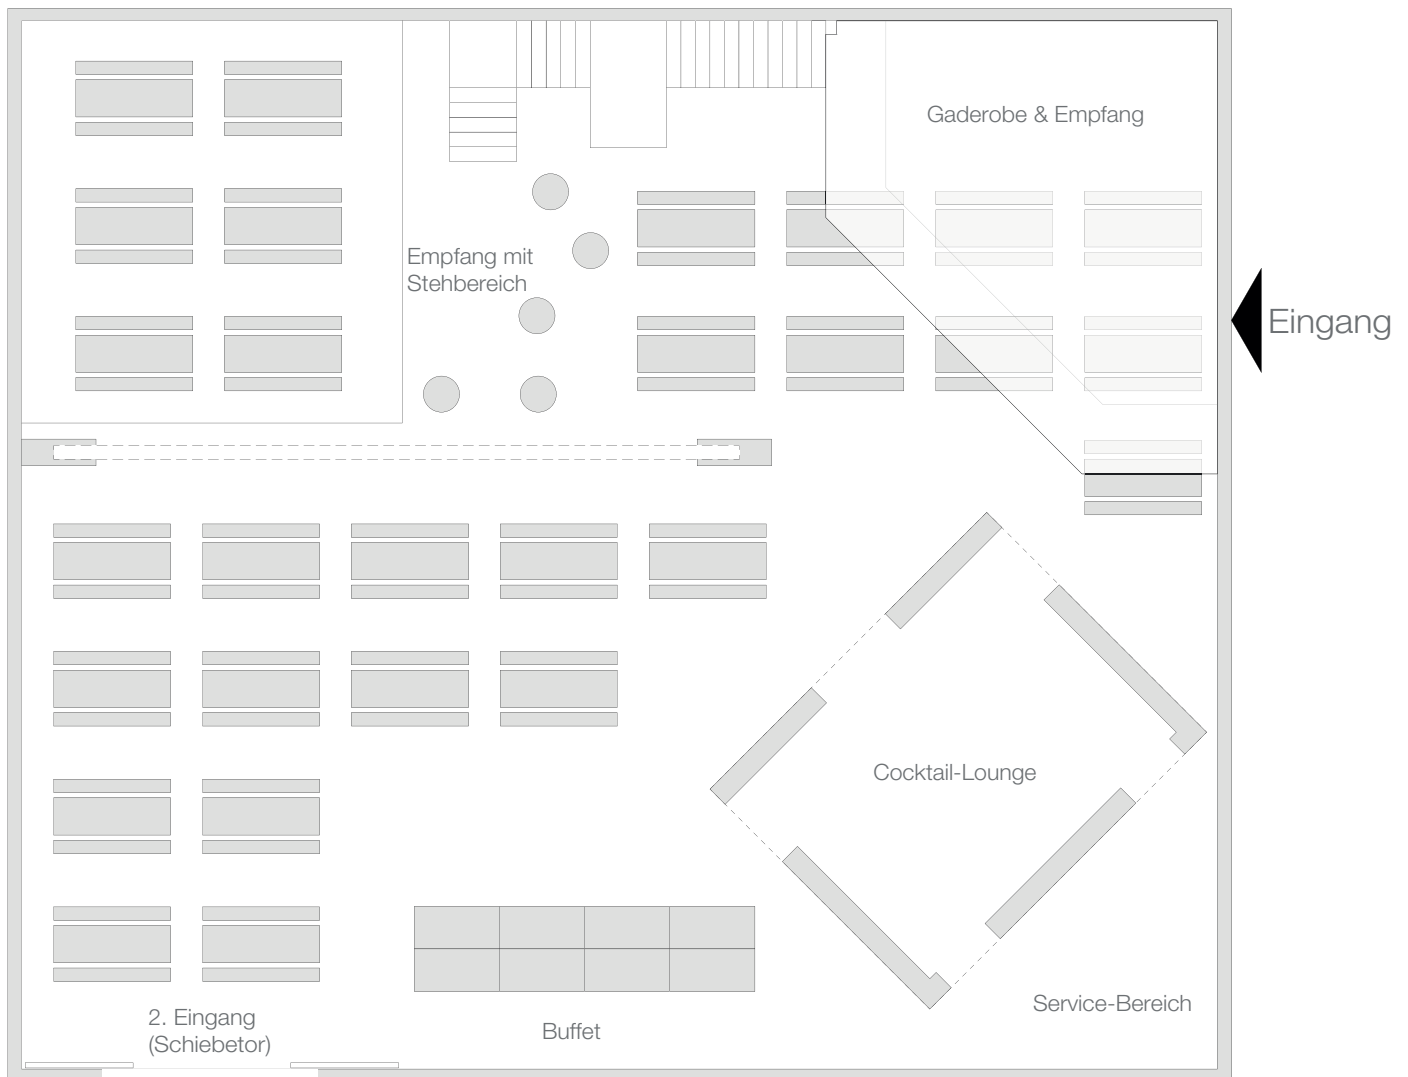 Gaderobe & Empfang
Empfang mit
Stehbereich
Eingang
Cocktail-Lounge
Service-Bereich
2. Eingang
(Schiebetor)
Buffet